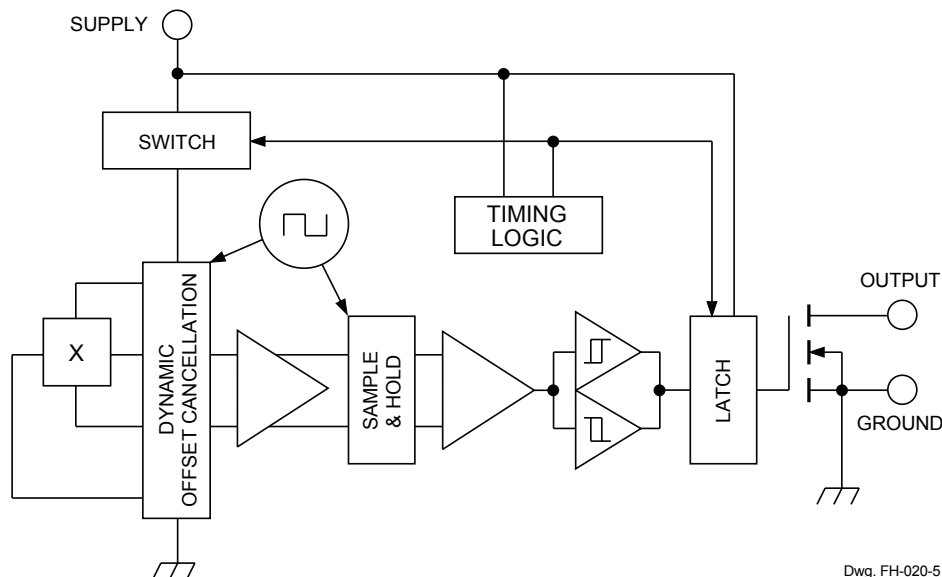 SUPPLY
SWITCH
TIMING
LOGIC
X
DYNAMIC
OFFSET CANCELLATION
SAMPLE
& HOLD
LATCH
OUTPUT
GROUND
Dwg. FH-020-5